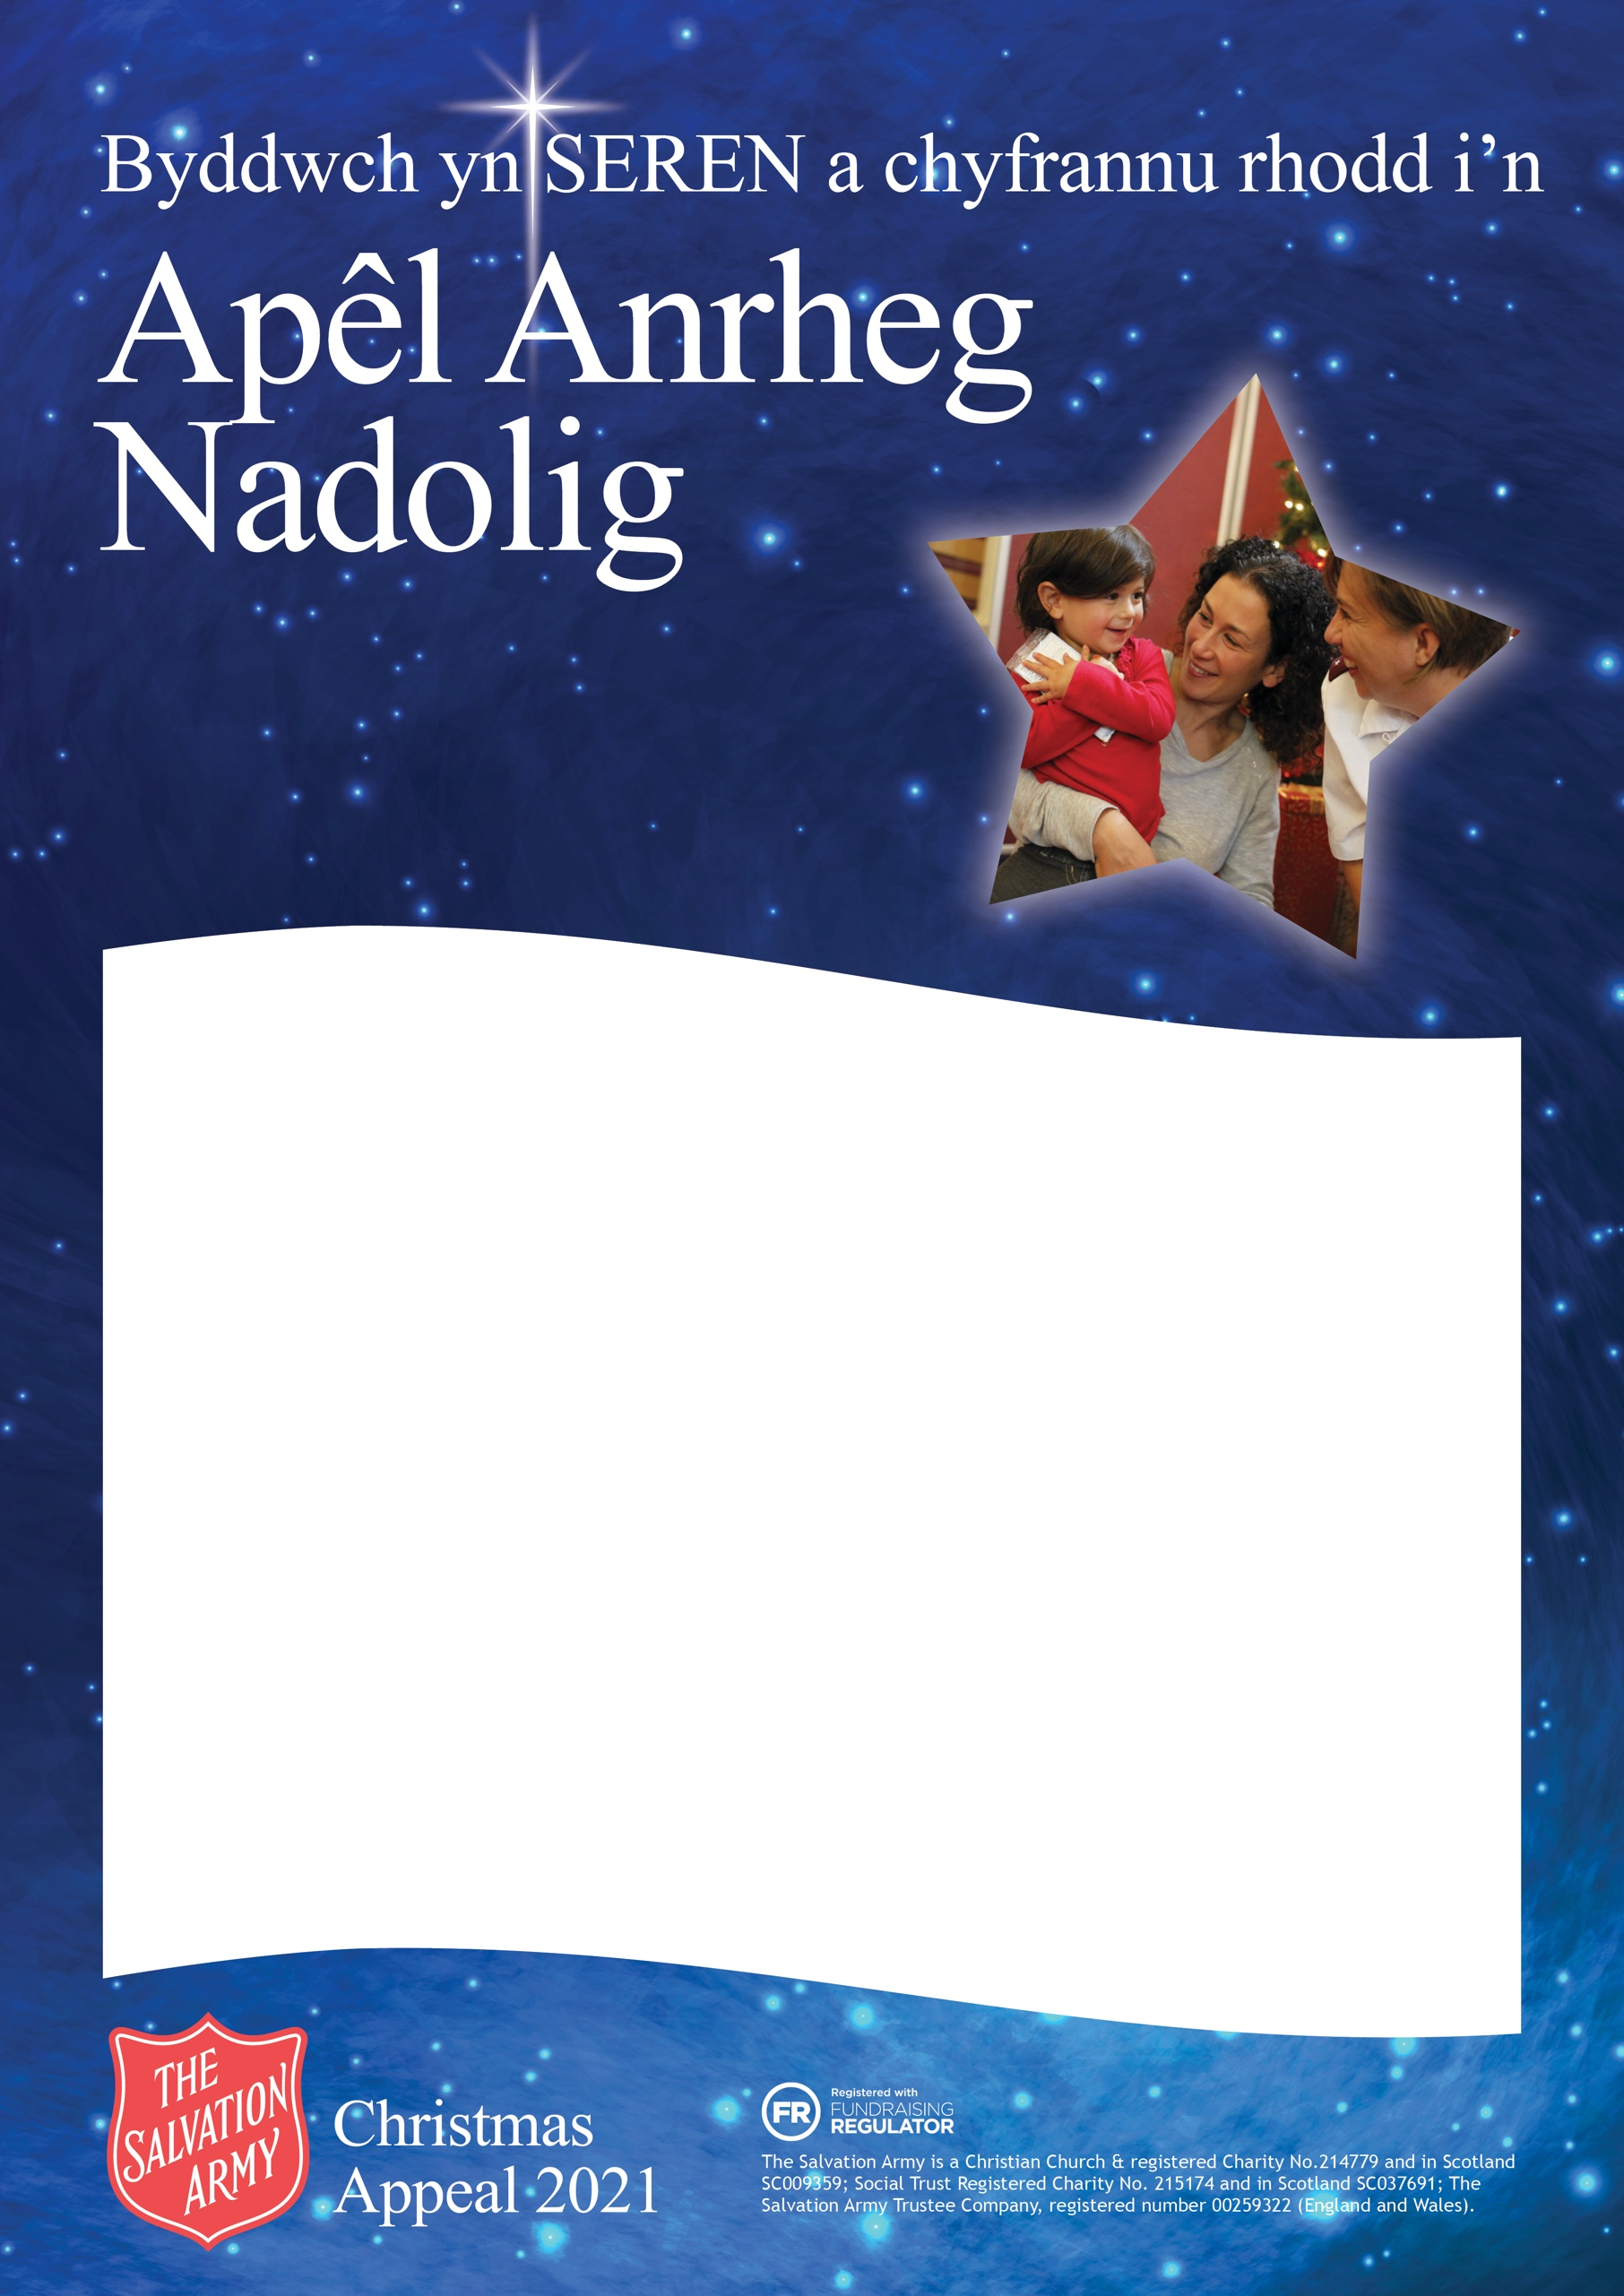 Byddwch yn SEREN a chyfrannu rhodd i’n
Apêl Anrheg
Nadolig
THE
SALVATION
ARMY
Christmas
Appeal 2021
FR
Registered with
FUNDRAISING
REGULATOR
The Salvation Army is a Christian Church & registered Charity No.214779 and in Scotland
SC009359; Social Trust Registered Charity No. 215174 and in Scotland SC037691; The
Salvation Army Trustee Company, registered number 00259322 (England and Wales).